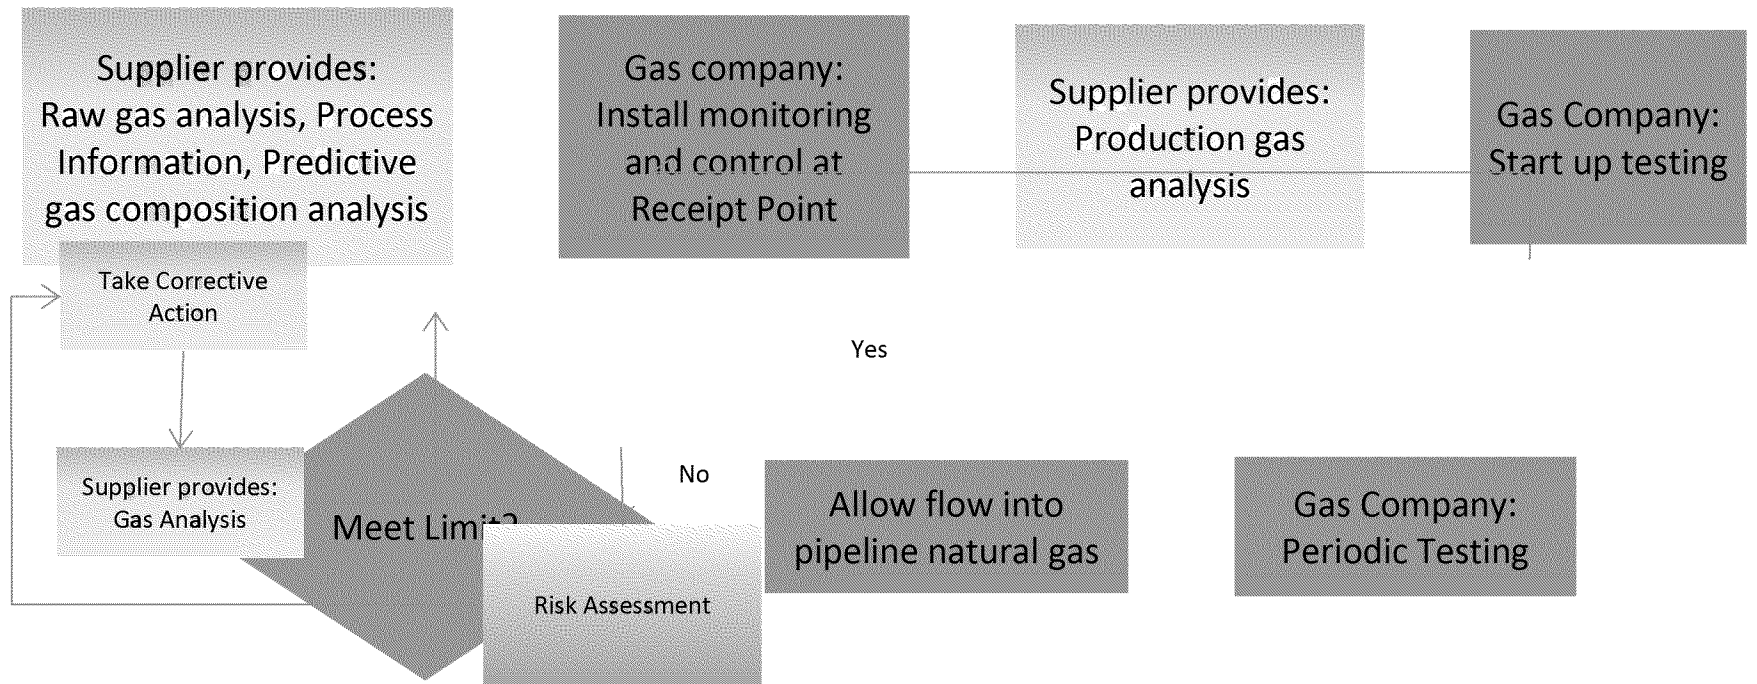 Supplier provides:
Raw gas analysis, Process
Information, Predictive
gas composition analysis
Gas company:
Install monitoring
and control at
Receipt Point
Supplier provides:
Production gas
analysis
Gas Company:
Start up testing
Take Corrective
Action
Yes
Supplier provides:
Gas Analysis
Meet Limit?
No
Risk Assessment
Allow flow into
pipeline natural gas
Gas Company:
Periodic Testing